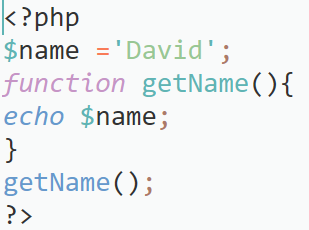 <?php
$name ='David';
function getName(){
echo $name;
}
getName();
?>